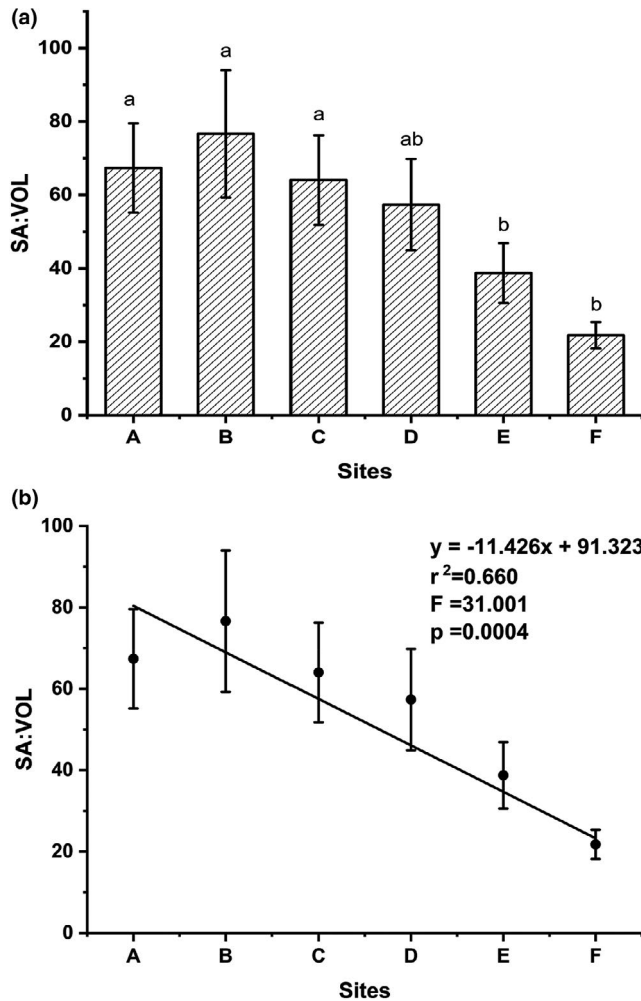 (a)
100
80
60
40
20
0
SA:VOL
a
a
a
ab
b
b
A B C D E F
Sites
(b)
100
80
60
40
20
0
SA:VOL
y = -11.426x + 91.323
r²=0.660
F =31.001
p =0.0004
A B C D E F
Sites